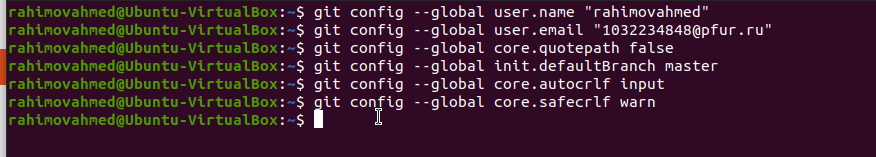 rahimovahmed@Ubuntu-VirtualBox:~$ git config --global user.name "rahimovahmed"
rahimovahmed@Ubuntu-VirtualBox:~$ git config --global user.email "1032234848@pfur.ru"
rahimovahmed@Ubuntu-VirtualBox:~$ git config --global core.quotepath false
rahimovahmed@Ubuntu-VirtualBox:~$ git config --global init.defaultBranch master
rahimovahmed@Ubuntu-VirtualBox:~$ git config --global core.autocrlf input
rahimovahmed@Ubuntu-VirtualBox:~$ git config --global core.safecrlf warn
rahimovahmed@Ubuntu-VirtualBox:~$